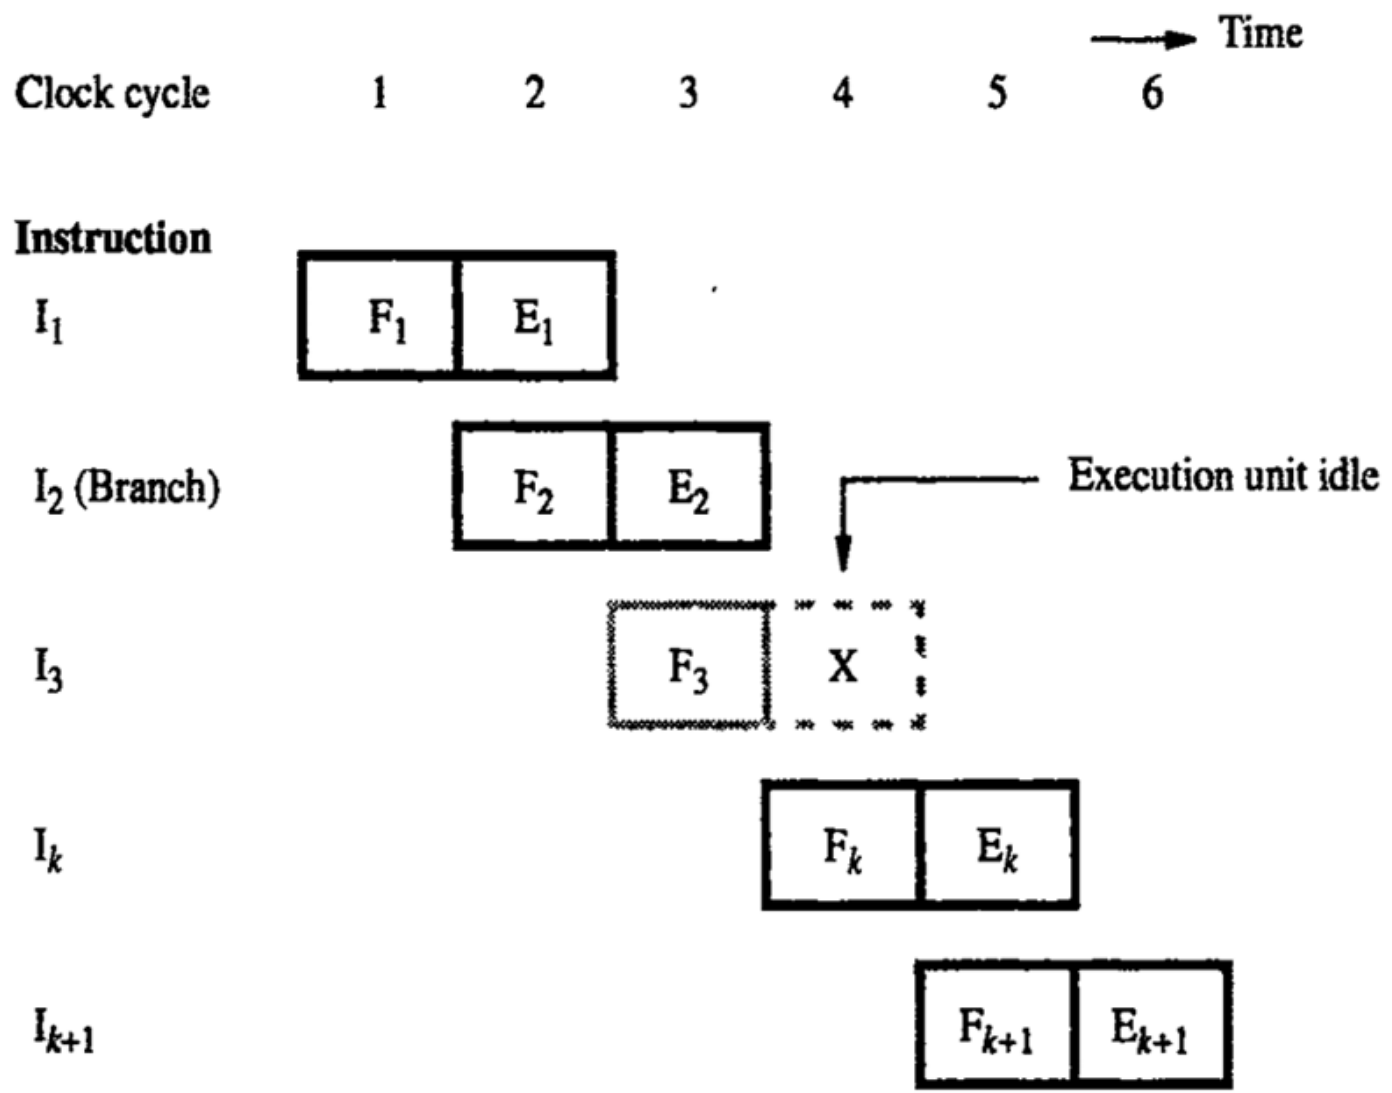 Time
Clock cycle 1 2 3 4 5 6
Instruction
I₁ F₁ E₁
I₂ (Branch) F₂ E₂
Execution unit idle
I₃ F₃ X
Iₖ Fₖ Eₖ
Iₖ₊₁ Fₖ₊₁ Eₖ₊₁